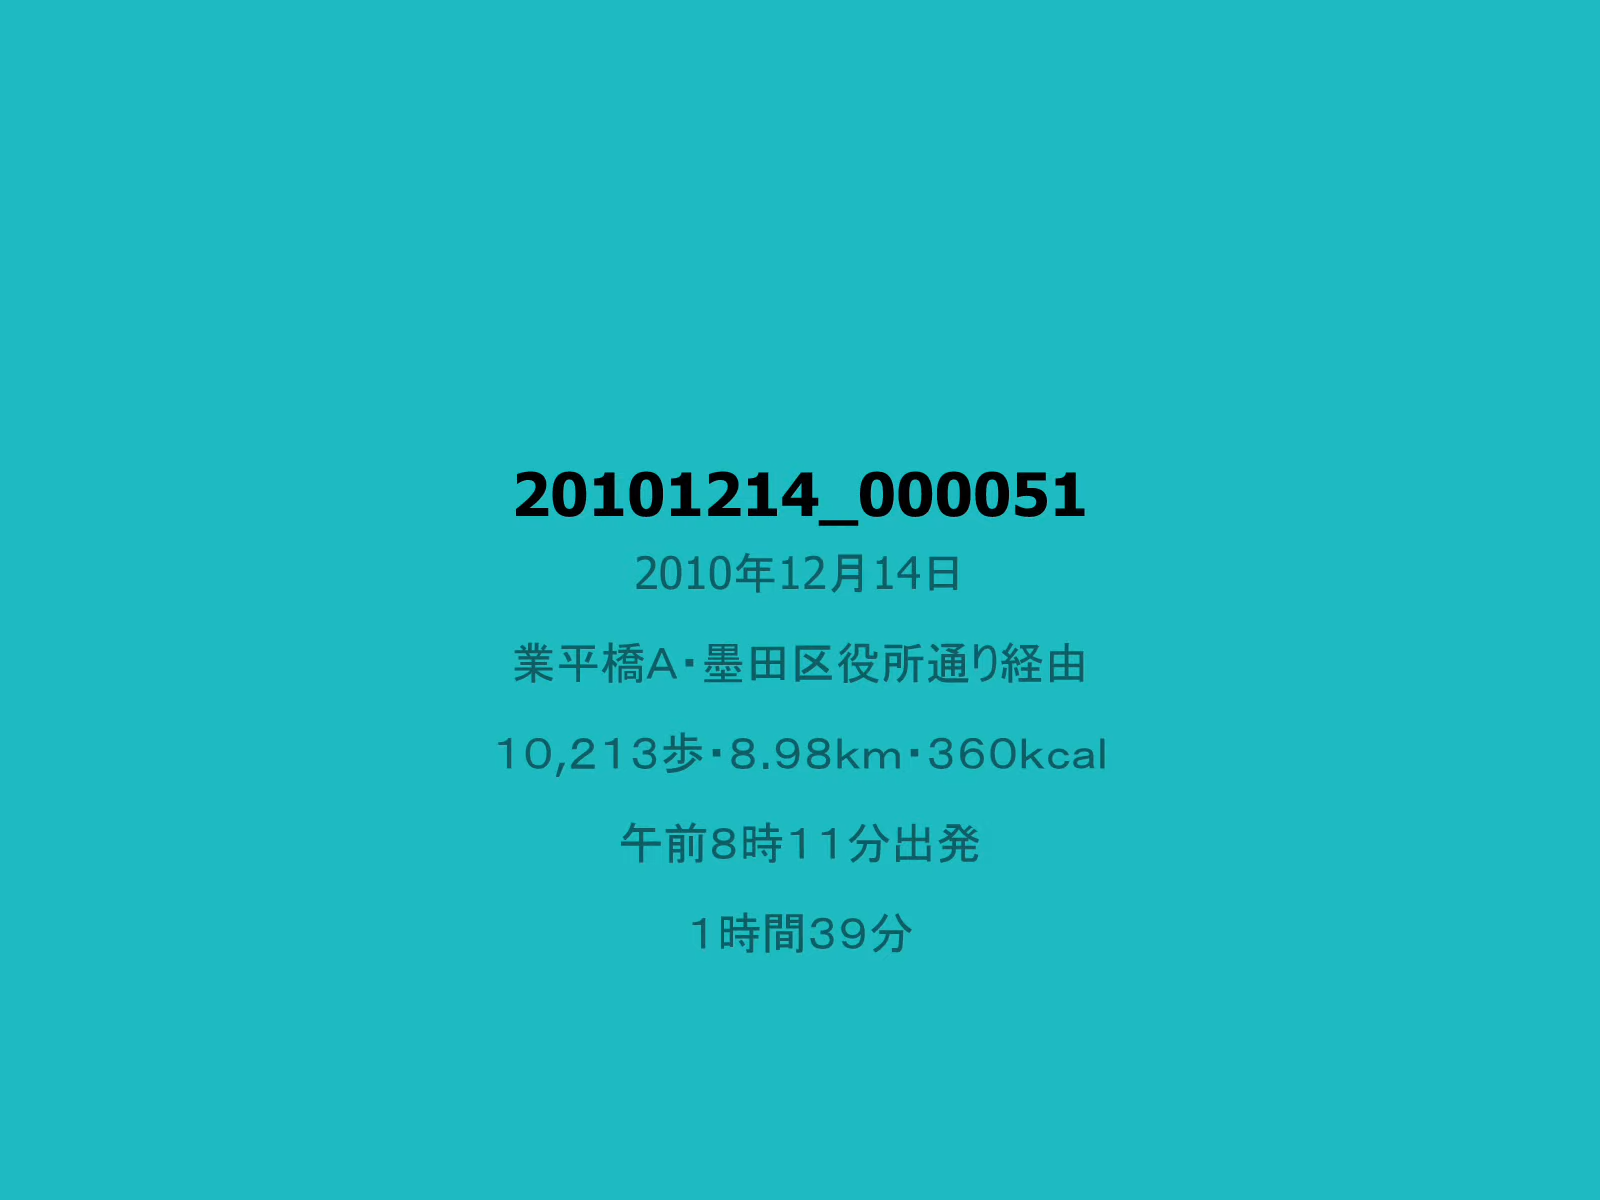 20101214_000051
2010年12月14日
業平橋Ａ・墨田区役所通り経由
１０,２１３歩・８.９８ｋｍ・３６０ｋｃａｌ
午前８時１１分出発
１時間３９分